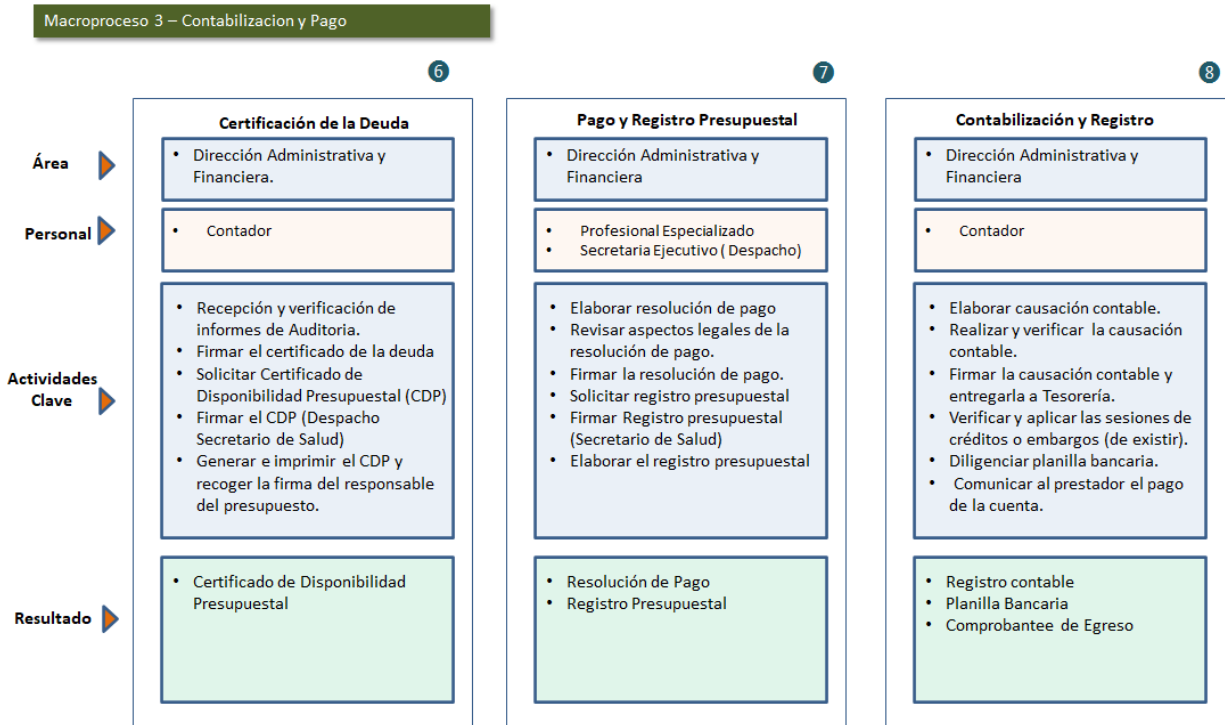 Macroproceso 3 – Contabilizacion y Pago
6
7
8
Certificación de la Deuda
Pago y Registro Presupuestal
Contabilización y Registro
Área
• Dirección Administrativa y
Financiera.
• Dirección Administrativa y
Financiera
• Dirección Administrativa y
Financiera
Personal
• Contador
• Profesional Especializado
• Secretaria Ejecutivo ( Despacho)
• Contador
Actividades
Clave
• Recepción y verificación de
informes de Auditoria.
• Firmar el certificado de la deuda
• Solicitar Certificado de
Disponibilidad Presupuestal (CDP)
• Firmar el CDP (Despacho
Secretario de Salud)
• Generar e imprimir el CDP y
recoger la firma del responsable
del presupuesto.
• Elaborar resolución de pago
• Revisar aspectos legales de la
resolución de pago.
• Firmar la resolución de pago.
• Solicitar registro presupuestal
• Firmar Registro presupuestal
(Secretario de Salud)
• Elaborar el registro presupuestal
• Elaborar causación contable.
• Realizar y verificar la causación
contable.
• Firmar la causación contable y
entregarla a Tesorería.
• Verificar y aplicar las sesiones de
créditos o embargos (de existir).
• Diligenciar planilla bancaria.
• Comunicar al prestador el pago
de la cuenta.
Resultado
• Certificado de Disponibilidad
Presupuestal
• Resolución de Pago
• Registro Presupuestal
• Registro contable
• Planilla Bancaria
• Comprobantee de Egreso